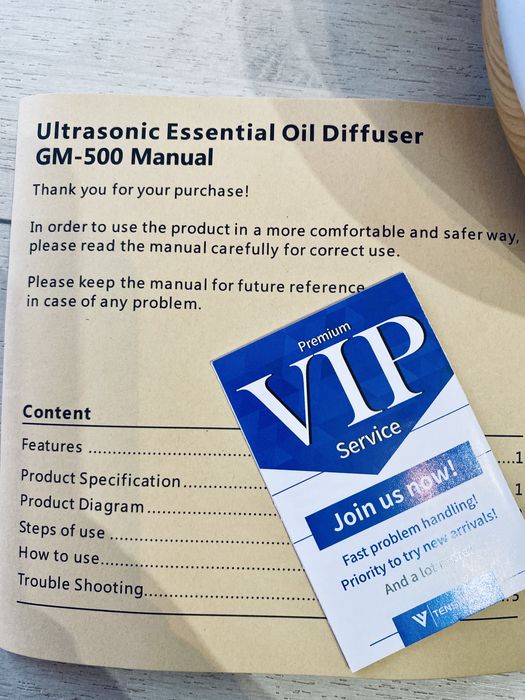 Ultrasonic Essential Oil Diffuser
GM-500 Manual
Thank you for your purchase!
In order to use the product in a more comfortable and safer way,
please read the manual carefully for correct use.
Please keep the manual for future reference
in case of any problem.
Content
Features ..........................1
Product Specification..........1
Product Diagram..............
Steps of use ....................
How to use.......................
Trouble Shooting...................5
Premium
VIP
Service
Join us now!
Fast problem handling!
Priority to try new arrivals!
And a lot